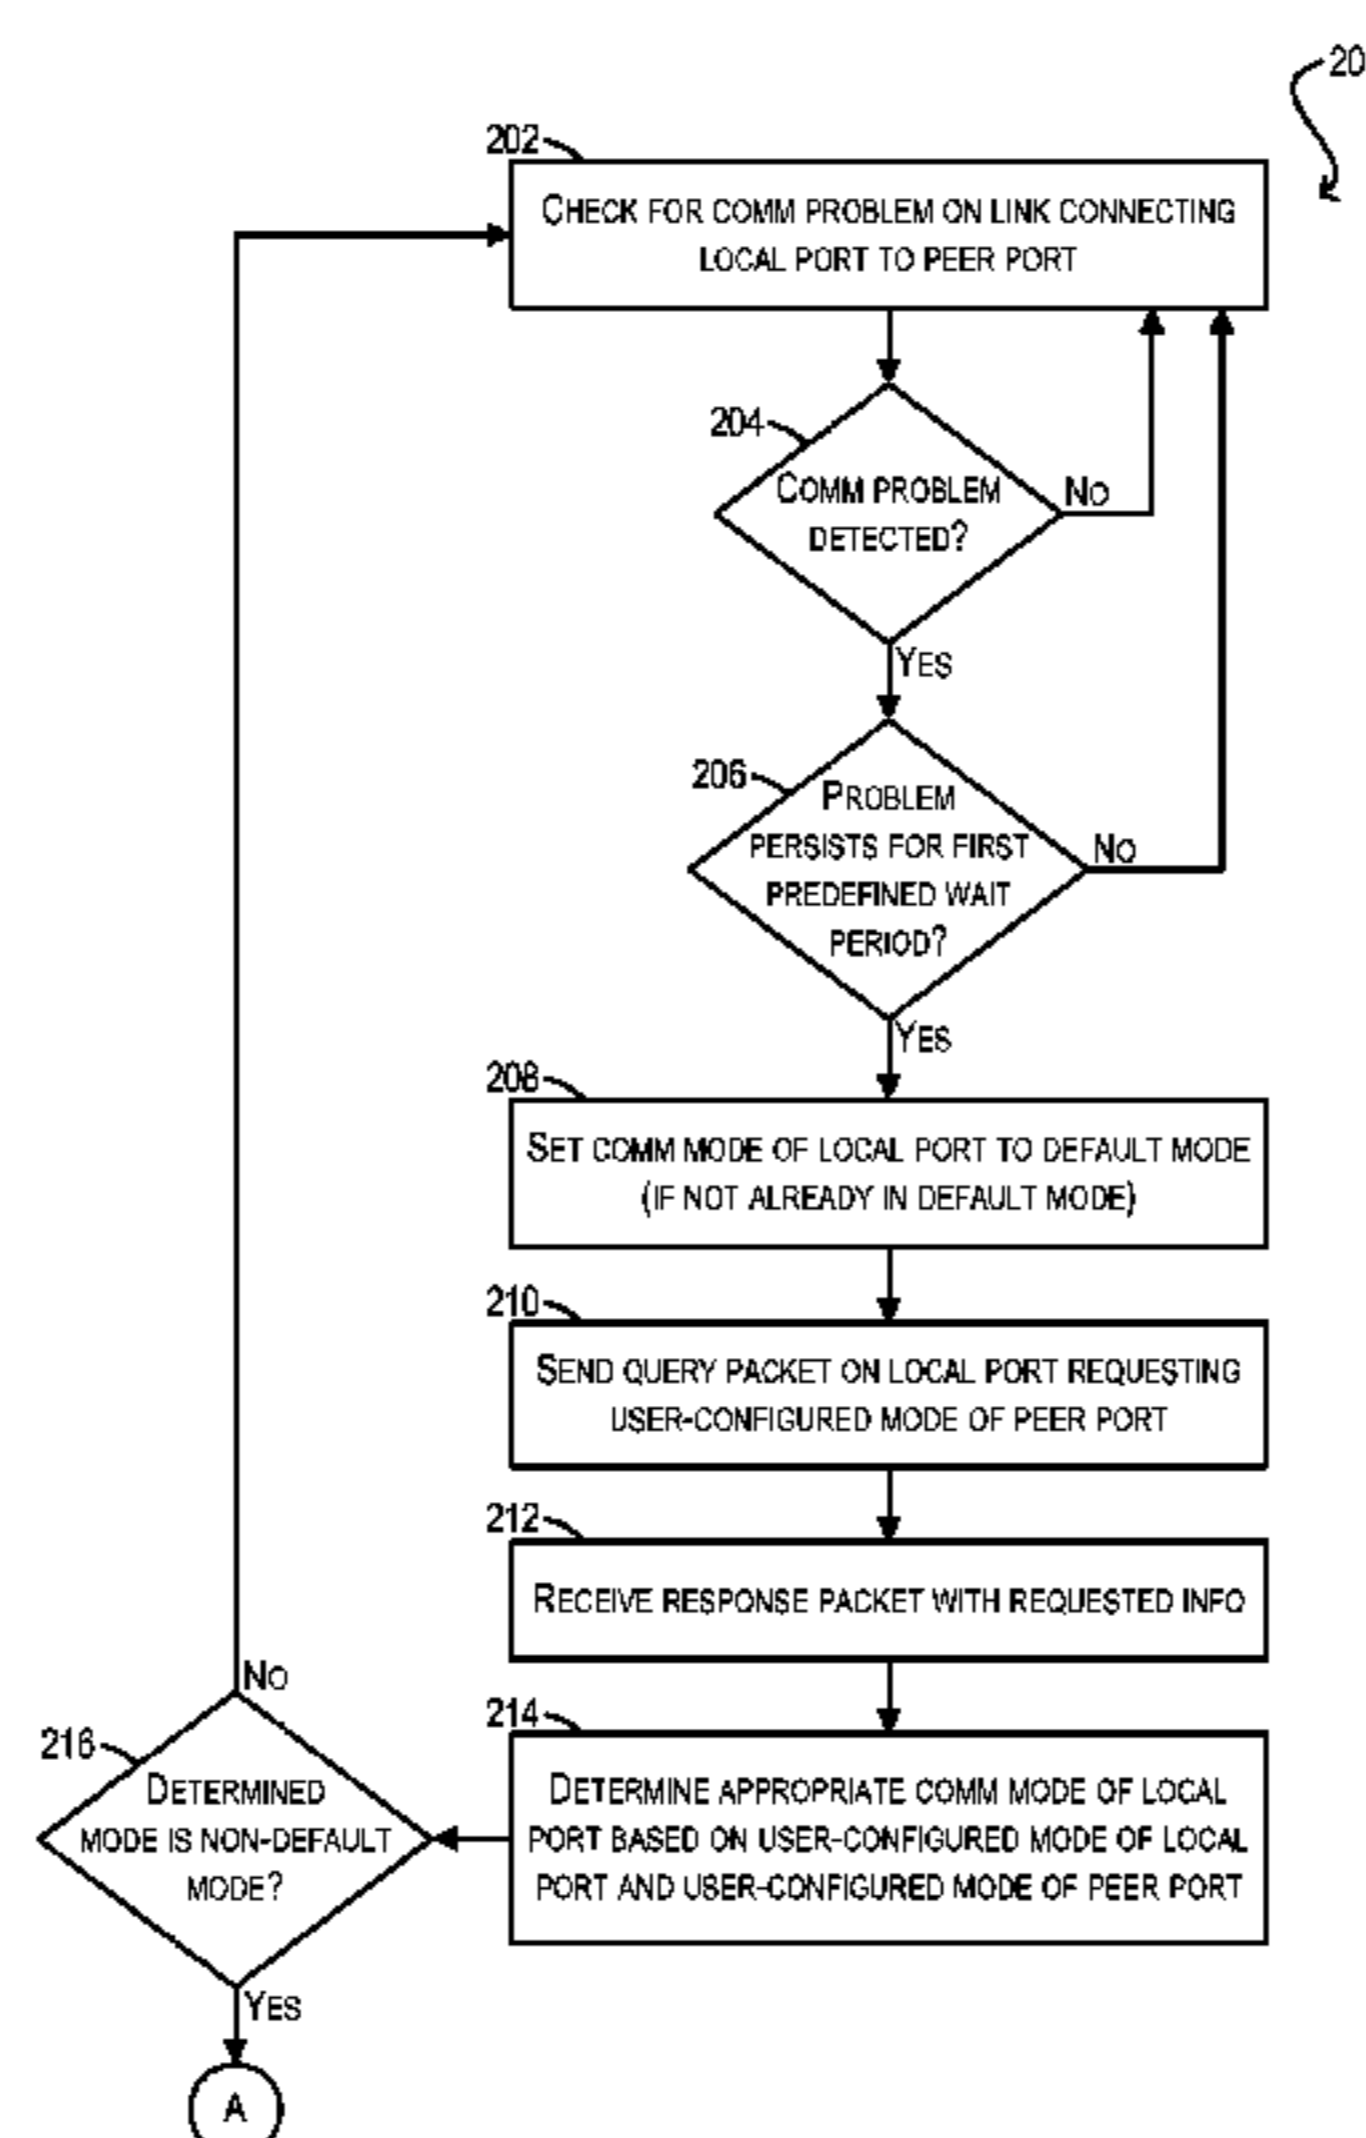 20
202
CHECK FOR COMM PROBLEM ON LINK CONNECTING
LOCAL PORT TO PEER PORT
204
COMM PROBLEM
DETECTED?
NO
YES
206
PROBLEM
PERSISTS FOR FIRST
PREDEFINED WAIT
PERIOD?
NO
YES
208
SET COMM MODE OF LOCAL PORT TO DEFAULT MODE
(IF NOT ALREADY IN DEFAULT MODE)
210
SEND QUERY PACKET ON LOCAL PORT REQUESTING
USER-CONFIGURED MODE OF PEER PORT
212
RECEIVE RESPONSE PACKET WITH REQUESTED INFO
214
DETERMINE APPROPRIATE COMM MODE OF LOCAL
PORT BASED ON USER-CONFIGURED MODE OF LOCAL
PORT AND USER-CONFIGURED MODE OF PEER PORT
216
DETERMINED
MODE IS NON-DEFAULT
MODE?
NO
YES
A